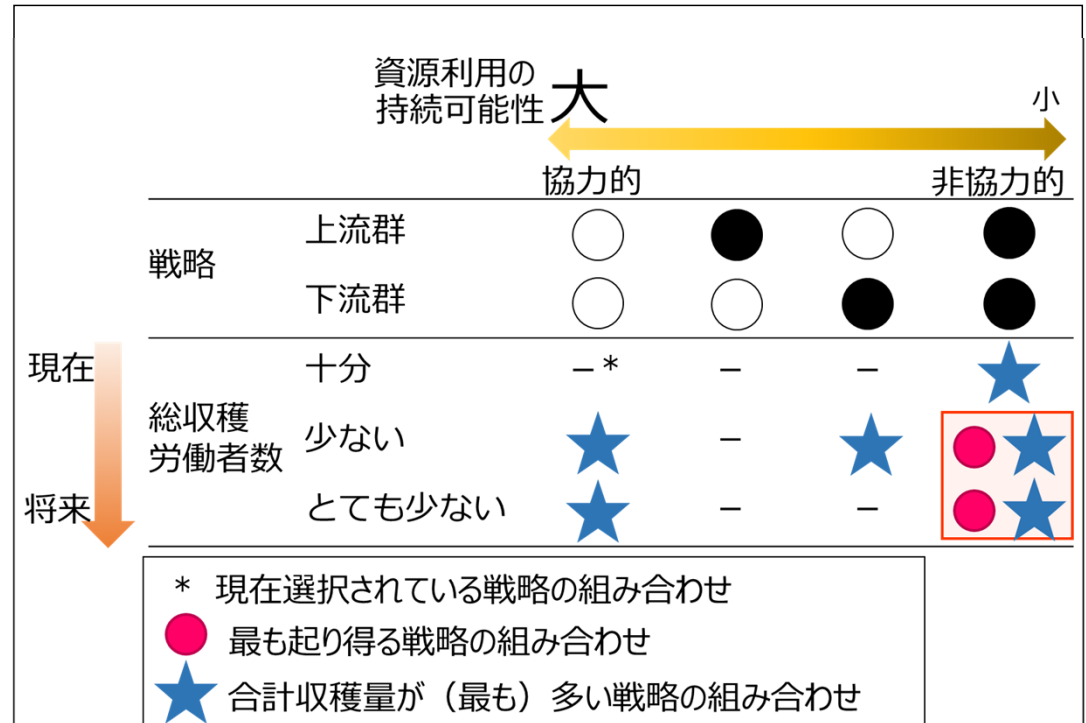 資源利用の
持続可能性 大 小
協力的 非協力的
戦略
上流群
下流群
現在
将来
総収穫
労働者数
十分 –* – –
少ない –
とても少ない – –
* 現在選択されている戦略の組み合わせ
最も起り得る戦略の組み合わせ
合計収穫量が（最も）多い戦略の組み合わせ